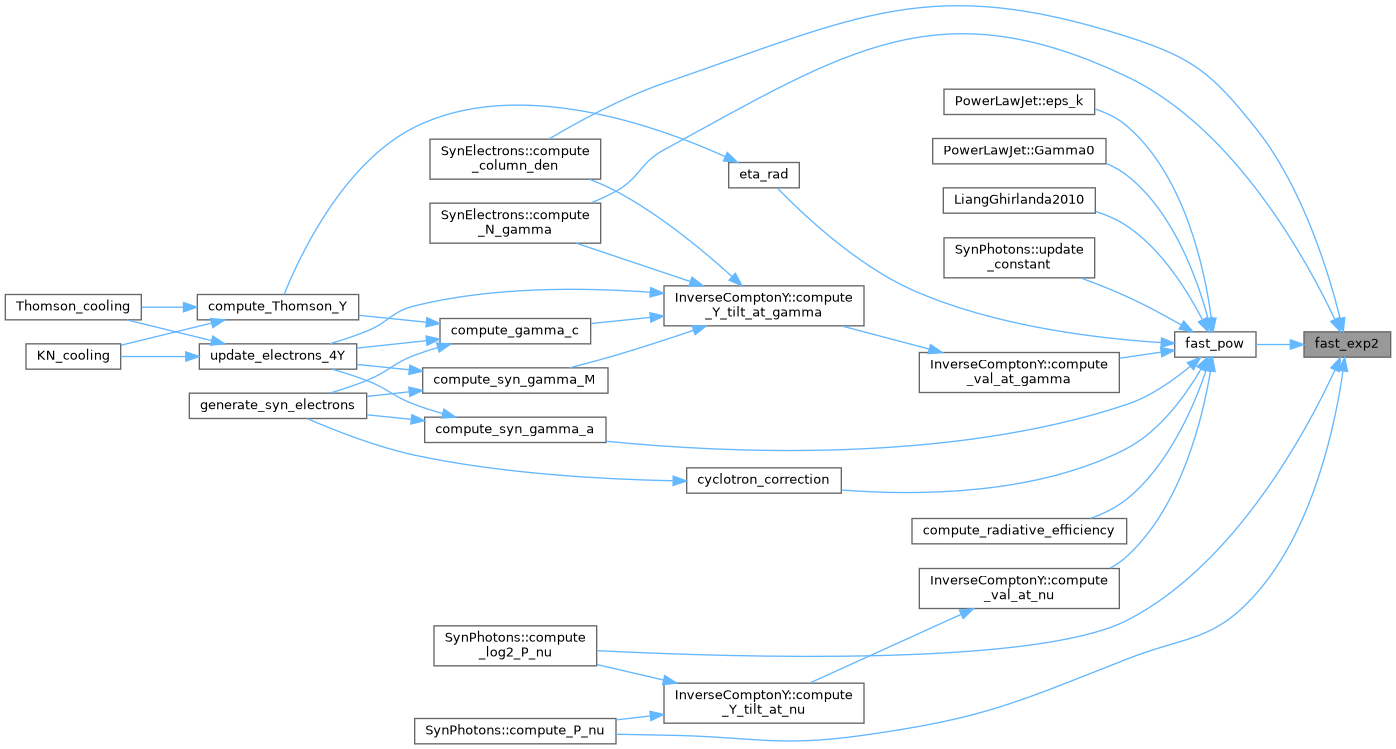 PowerLawJet::eps_k
PowerLawJet::Gamma0
SynElectrons::compute
_column_den
eta_rad
LiangGhirlanda2010
SynElectrons::compute
_N_gamma
SynPhotons::update
_constant
Thomson_cooling
compute_Thomson_Y
InverseComptonY::compute
_Y_tilt_at_gamma
compute_gamma_c
fast_pow
fast_exp2
KN_cooling
update_electrons_4Y
InverseComptonY::compute
_val_at_gamma
compute_syn_gamma_M
generate_syn_electrons
compute_syn_gamma_a
cyclotron_correction
compute_radiative_efficiency
InverseComptonY::compute
_val_at_nu
SynPhotons::compute
_log2_P_nu
InverseComptonY::compute
_Y_tilt_at_nu
SynPhotons::compute_P_nu